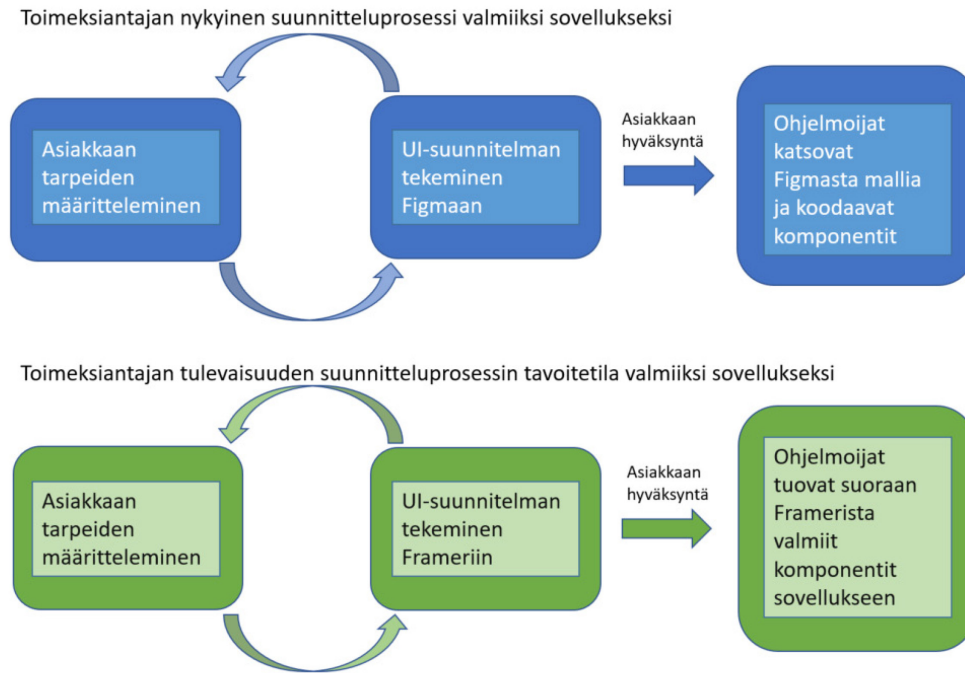 Toimeksiantajan nykyinen suunnitteluprosessi valmiiksi sovellukseksi
Asiakkaan
tarpeiden
määritteleminen
UI-suunnitelman
tekeminen
Figmaan
Asiakkaan
hyväksyntä
Ohjelmoijat
katsovat
Figmasta mallia
ja koodaavat
komponentit
Toimeksiantajan tulevaisuuden suunnitteluprosessin tavoitetila valmiiksi sovellukseksi
Asiakkaan
tarpeiden
määritteleminen
UI-suunnitelman
tekeminen
Frameriin
Asiakkaan
hyväksyntä
Ohjelmoijat
tuovat suoraan
Framerista
valmiit
komponentit
sovellukseen